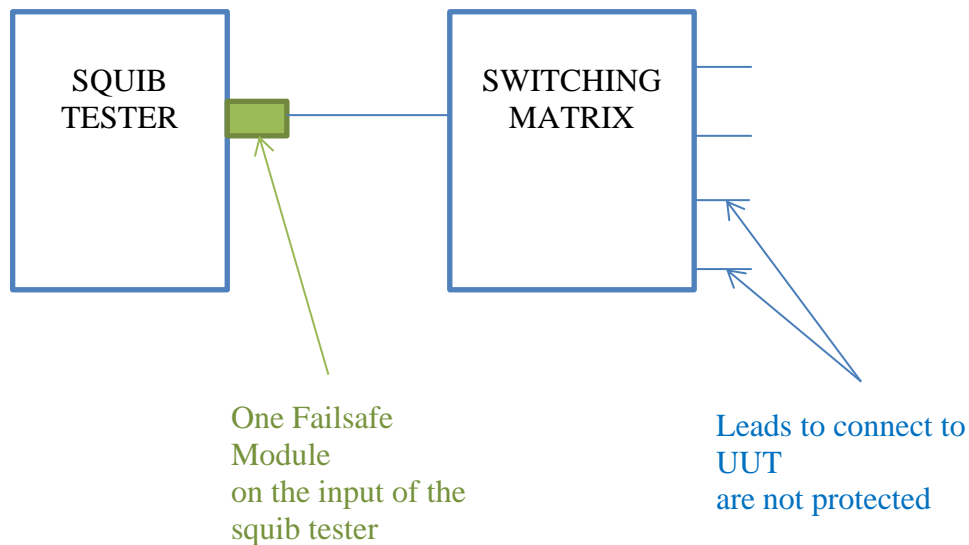 SQUIB
TESTER
SWITCHING
MATRIX
One Failsafe
Module
on the input of the
squib tester
Leads to connect to
UUT
are not protected